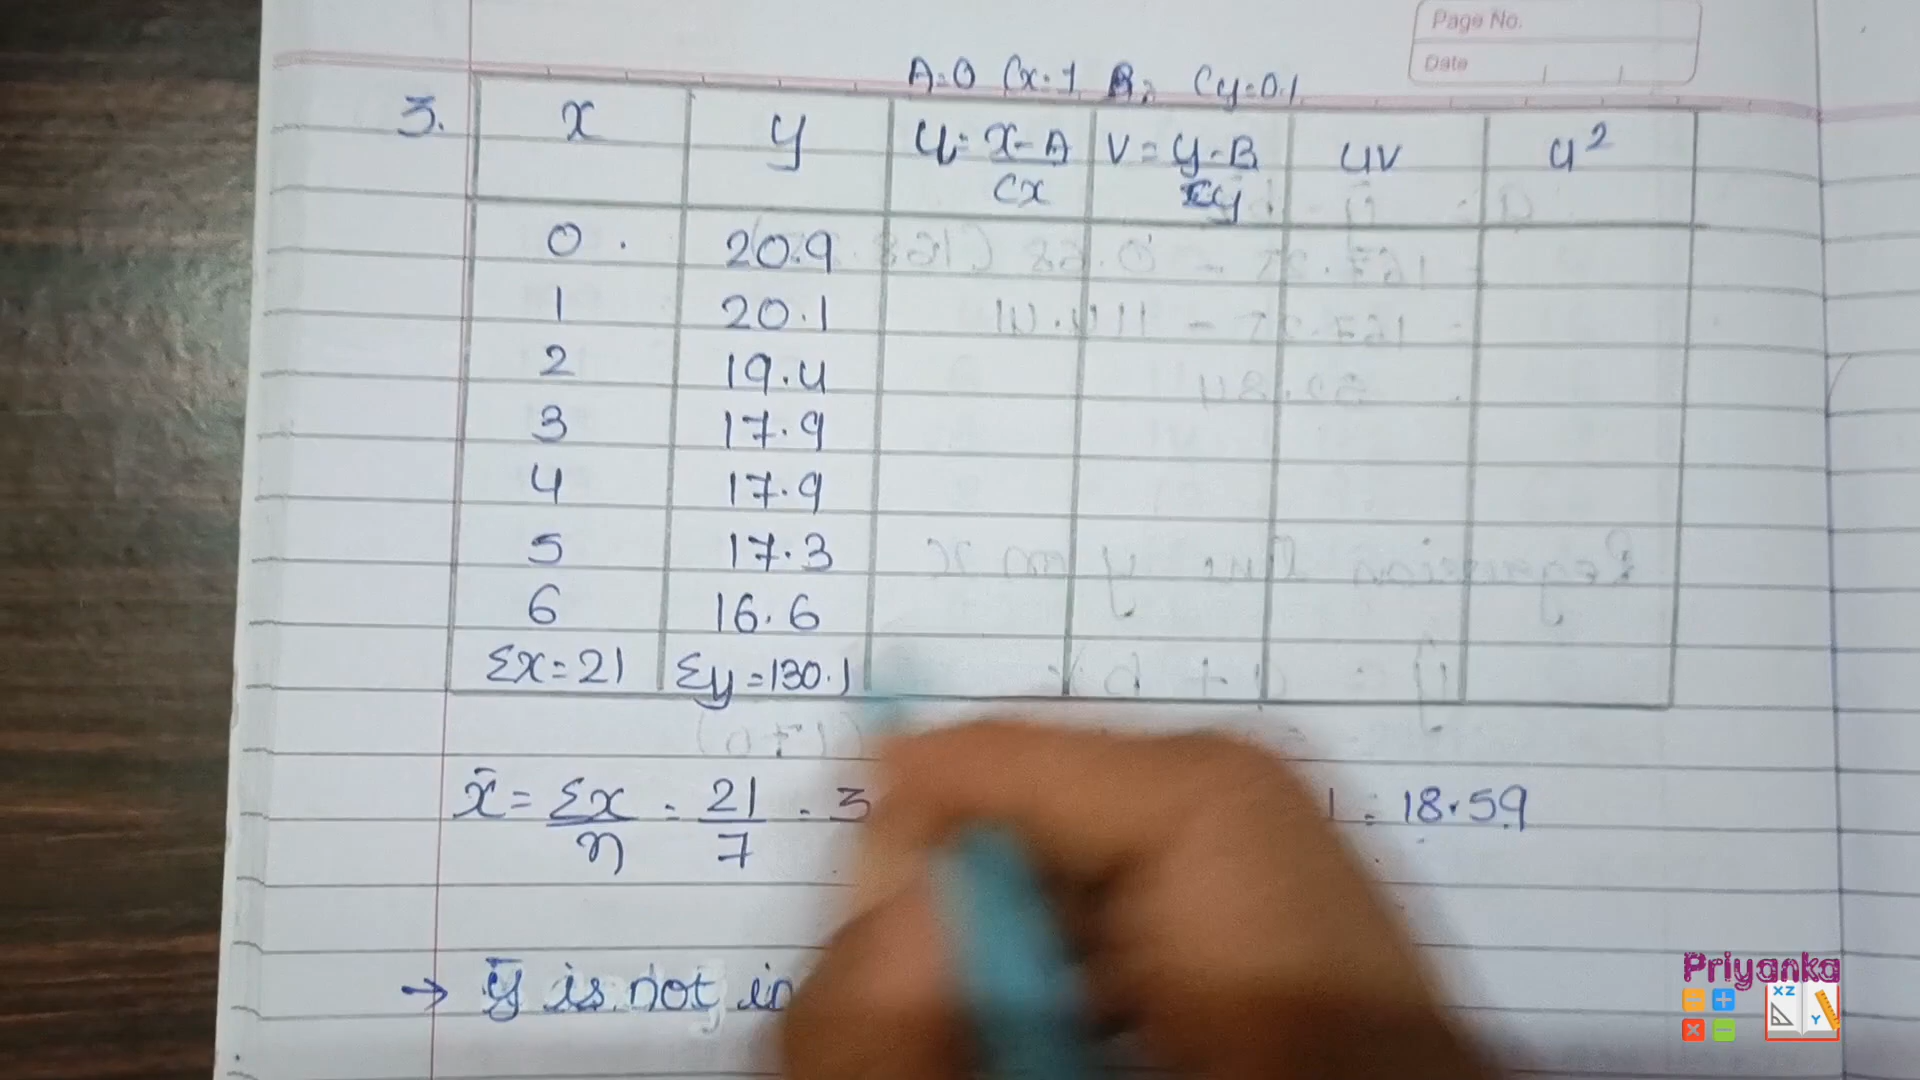 Page No.
Date
A=0 Cx=1 B= Cy=0.1
3.
x y u=x-A/Cx v=y-B/Cy uv u²
0 20.9
1 20.1
2 19.4
3 17.9
4 17.9
5 17.3
6 16.6
Σx=21 Σy=130.1
x̄ = Σx/n = 21/7 = 3 1 = 18.59
→ ȳ is not in
Priyanka
XZ
Y